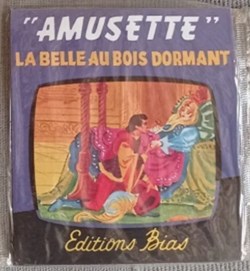 "AMUSETTE"
LA BELLE AU BOIS DORMANT
Editions Bias